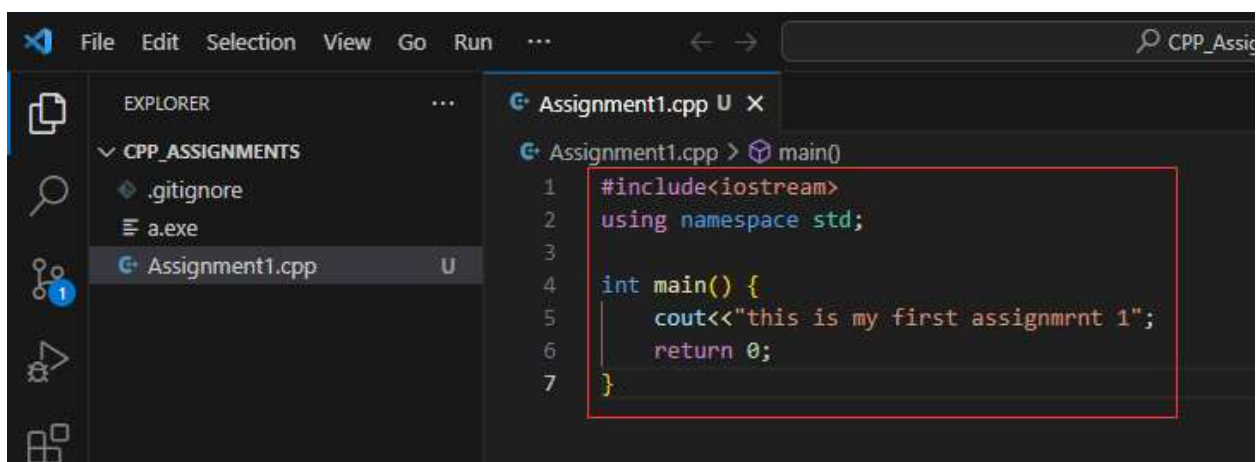 File Edit Selection View Go Run ...
CPP_Assig
EXPLORER ...
CPP_ASSIGNMENTS
.gitignore
a.exe
Assignment1.cpp U
1
Assignment1.cpp U
Assignment1.cpp > main()
1 #include<iostream>
2 using namespace std;
3
4 int main() {
5 cout<<"this is my first assignmrnt 1";
6 return 0;
7 }